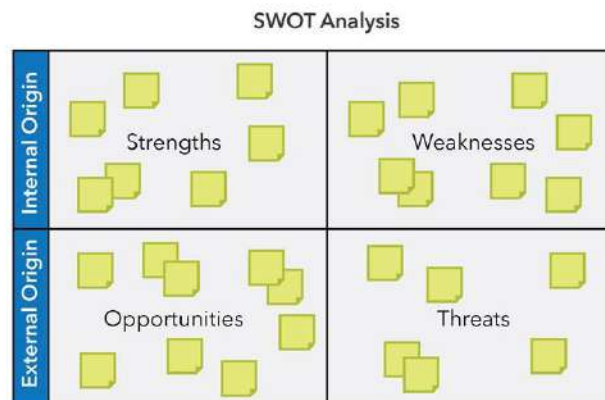 SWOT Analysis
Internal Origin
Strengths
Weaknesses
External Origin
Opportunities
Threats